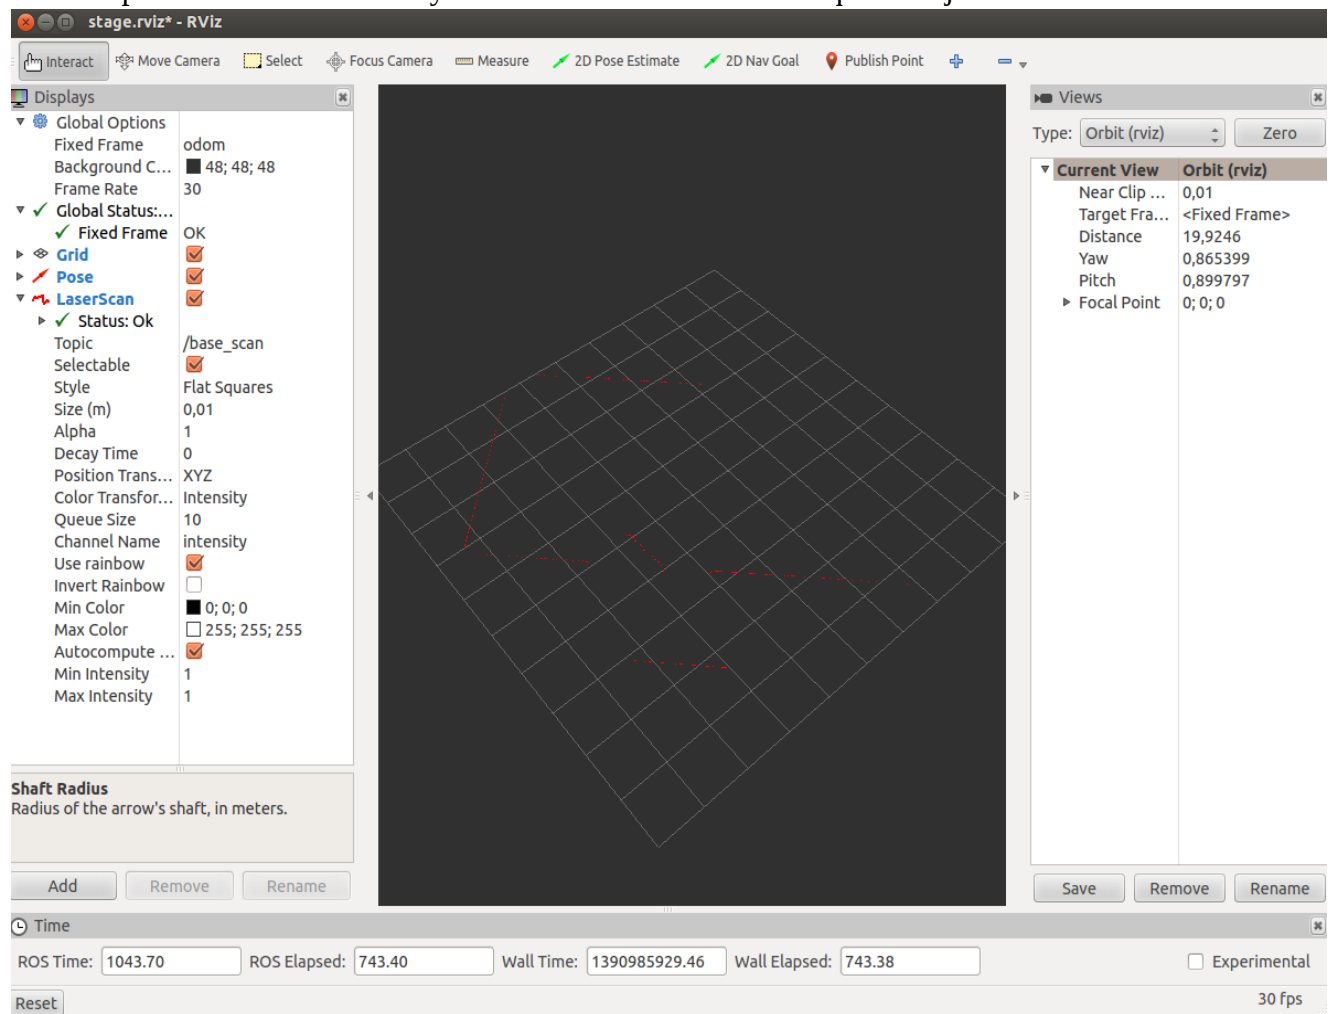 stage.rviz* - RViz
Interact Move Camera Select Focus Camera Measure 2D Pose Estimate 2D Nav Goal Publish Point
Displays
Global Options
Fixed Frame odom
Background C... 48; 48; 48
Frame Rate 30
Global Status:...
Fixed Frame OK
Grid
Pose
LaserScan
Status: Ok
Topic /base_scan
Selectable
Style Flat Squares
Size (m) 0,01
Alpha 1
Decay Time 0
Position Trans... XYZ
Color Transfor... Intensity
Queue Size 10
Channel Name intensity
Use rainbow
Invert Rainbow
Min Color 0; 0; 0
Max Color 255; 255; 255
Autocompute ...
Min Intensity 1
Max Intensity 1
Shaft Radius
Radius of the arrow's shaft, in meters.
Add Remove Rename
Views
Type: Orbit (rviz) Zero
Current View Orbit (rviz)
Near Clip ... 0,01
Target Fra... <Fixed Frame>
Distance 19,9246
Yaw 0,865399
Pitch 0,899797
Focal Point 0; 0; 0
Save Remove Rename
Time
ROS Time: 1043.70 ROS Elapsed: 743.40 Wall Time: 1390985929.46 Wall Elapsed: 743.38 Experimental
Reset 30 fps